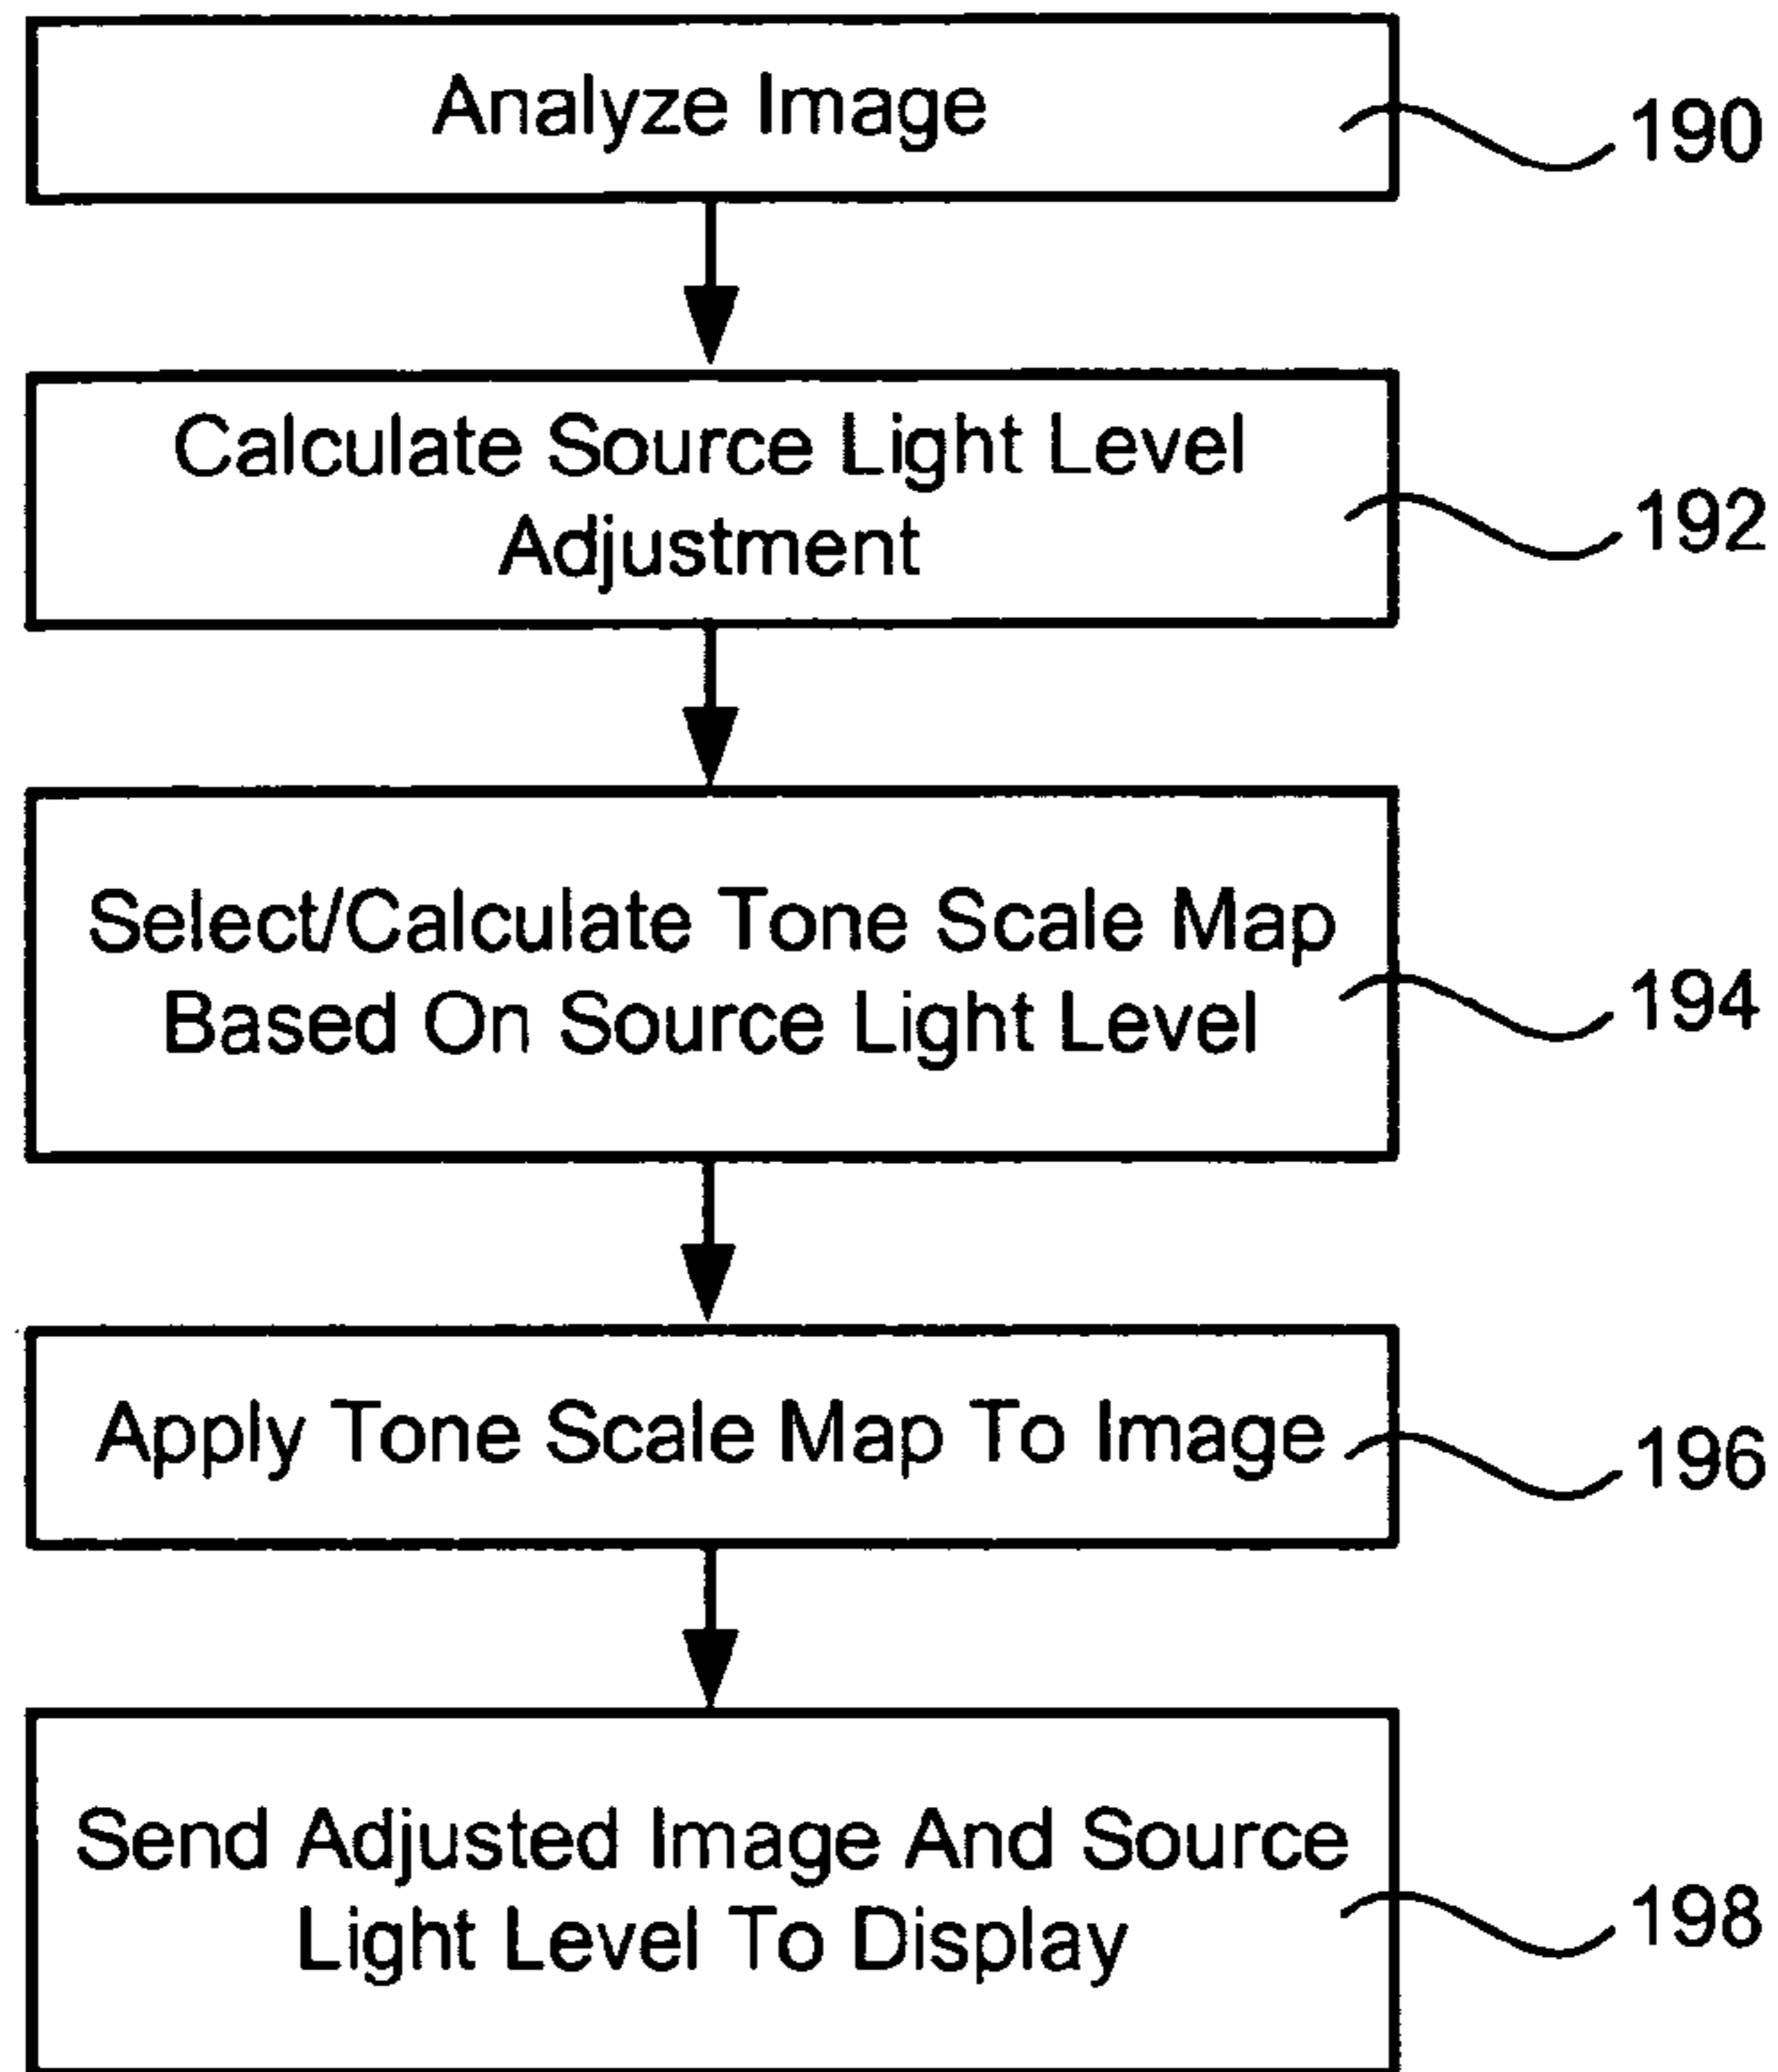 Analyze Image
190
Calculate Source Light Level
Adjustment
192
Select/Calculate Tone Scale Map
Based On Source Light Level
194
Apply Tone Scale Map To Image
196
Send Adjusted Image And Source
Light Level To Display
198